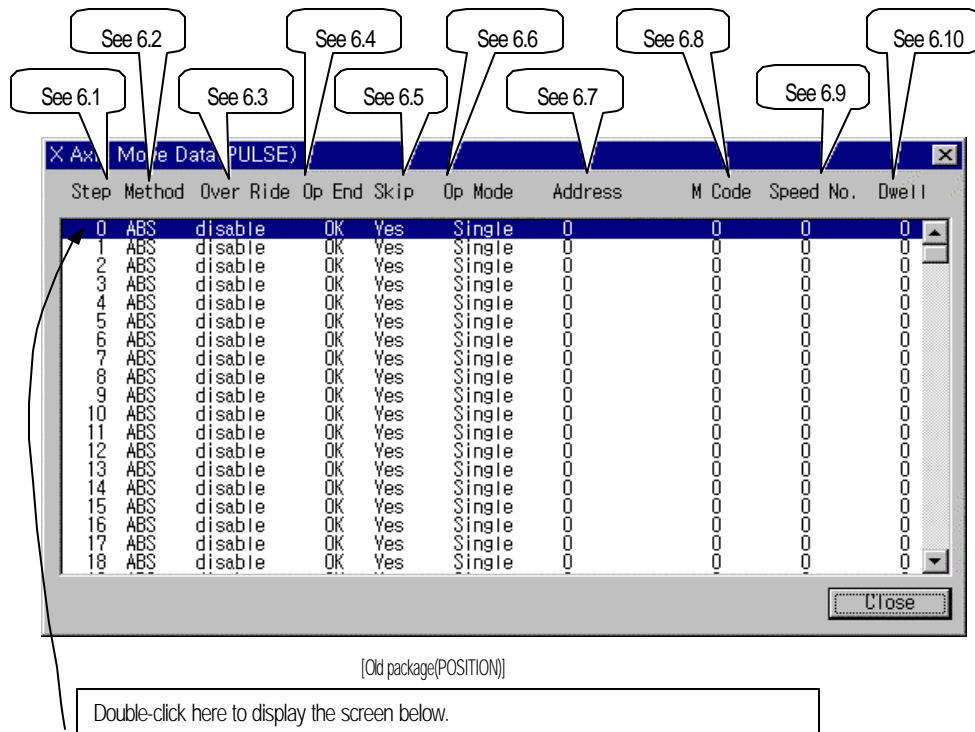 See 6.2 See 6.4 See 6.6 See 6.8 See 6.10
See 6.1 See 6.3 See 6.5 See 6.7 See 6.9
X Axis Move Data(PULSE)
Step Method Over Ride Op End Skip Op Mode Address M Code Speed No. Dwell
0 ABS disable OK Yes Single 0 0 0 0
1 ABS disable OK Yes Single 0 0 0 0
2 ABS disable OK Yes Single 0 0 0 0
3 ABS disable OK Yes Single 0 0 0 0
4 ABS disable OK Yes Single 0 0 0 0
5 ABS disable OK Yes Single 0 0 0 0
6 ABS disable OK Yes Single 0 0 0 0
7 ABS disable OK Yes Single 0 0 0 0
8 ABS disable OK Yes Single 0 0 0 0
9 ABS disable OK Yes Single 0 0 0 0
10 ABS disable OK Yes Single 0 0 0 0
11 ABS disable OK Yes Single 0 0 0 0
12 ABS disable OK Yes Single 0 0 0 0
13 ABS disable OK Yes Single 0 0 0 0
14 ABS disable OK Yes Single 0 0 0 0
15 ABS disable OK Yes Single 0 0 0 0
16 ABS disable OK Yes Single 0 0 0 0
17 ABS disable OK Yes Single 0 0 0 0
18 ABS disable OK Yes Single 0 0 0 0
Close
[Old package(POSITION)]
Double-click here to display the screen below.